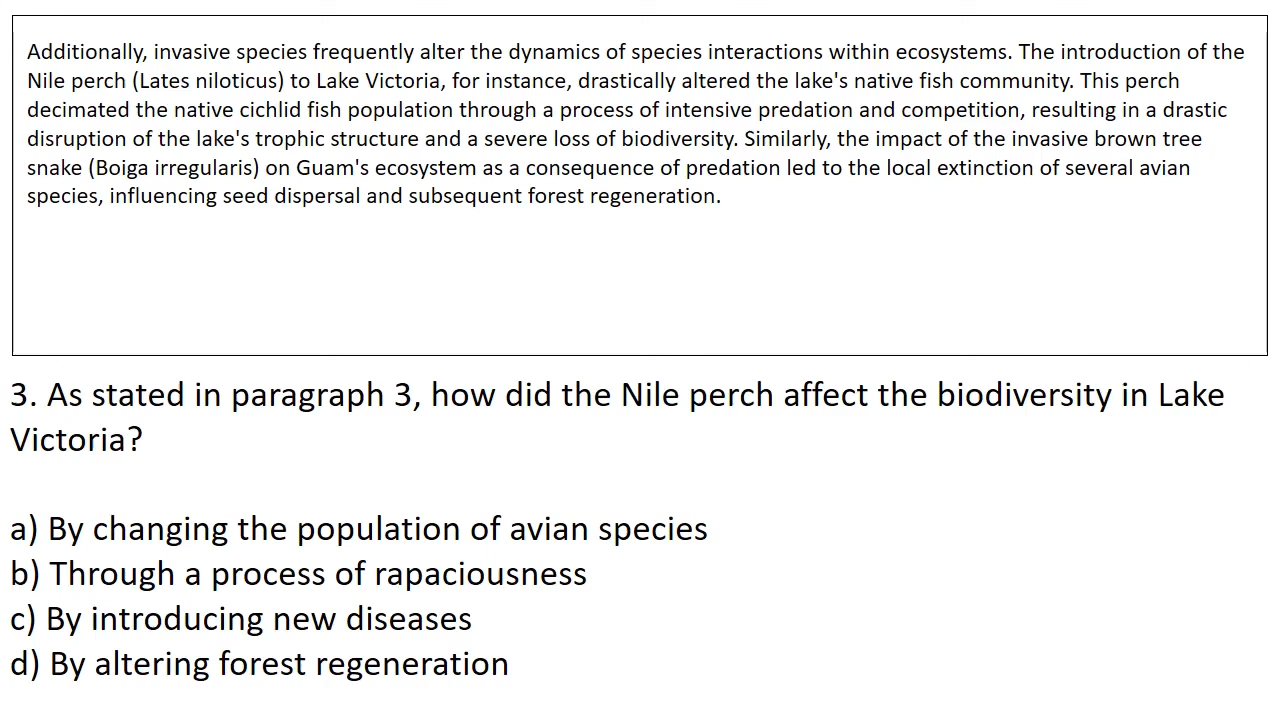 Additionally, invasive species frequently alter the dynamics of species interactions within ecosystems. The introduction of the
Nile perch (Lates niloticus) to Lake Victoria, for instance, drastically altered the lake's native fish community. This perch
decimated the native cichlid fish population through a process of intensive predation and competition, resulting in a drastic
disruption of the lake's trophic structure and a severe loss of biodiversity. Similarly, the impact of the invasive brown tree
snake (Boiga irregularis) on Guam's ecosystem as a consequence of predation led to the local extinction of several avian
species, influencing seed dispersal and subsequent forest regeneration.
3. As stated in paragraph 3, how did the Nile perch affect the biodiversity in Lake
Victoria?
a) By changing the population of avian species
b) Through a process of rapaciousness
c) By introducing new diseases
d) By altering forest regeneration